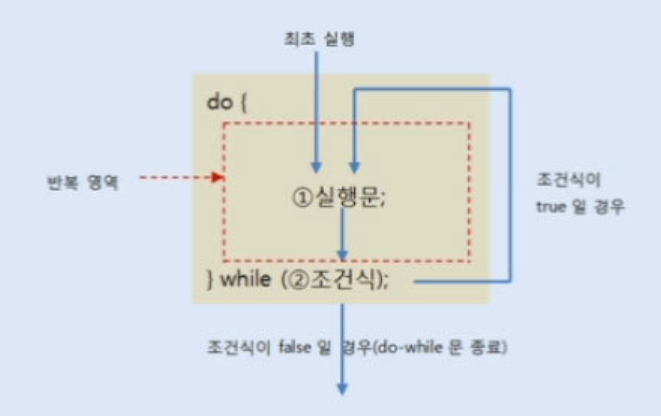 최초 실행
do {
반복 영역
①실행문;
조건식이
true 일 경우
} while (②조건식);
조건식이 false 일 경우(do-while 문 종료)